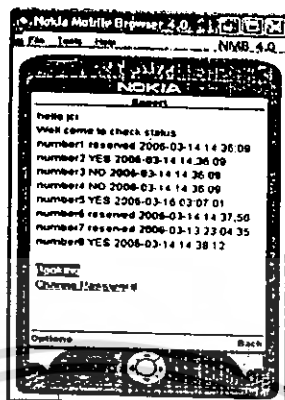 Nokia Mobile Browser 4.0
File Tools Help
NMB 4.0
NOKIA
Report
hello jci
Well come to check status
number1 reserved 2006-03-14 14:36:09
number2 YES 2006-03-14 14:36:09
number3 NO 2006-03-14 14:36:09
number4 NO 2006-03-14 14:36:09
number5 YES 2006-03-16 03:07:01
number6 reserved 2006-03-14 14:37:56
number7 reserved 2006-03-13 23:04:35
number8 YES 2006-03-14 14:38:12
Change Password
Options Back